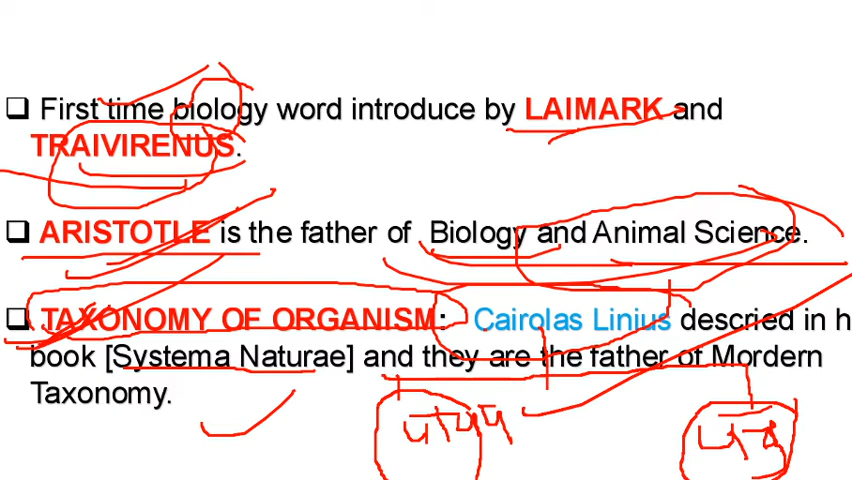 ❑ First time biology word introduce by LAIMARK and
TRAIVIRENUS.
❑ ARISTOTLE is the father of Biology and Animal Science.
❑ TAXONOMY OF ORGANISM: Cairolas Linius descried in h
book [Systema Naturae] and they are the father of Mordern
Taxonomy.